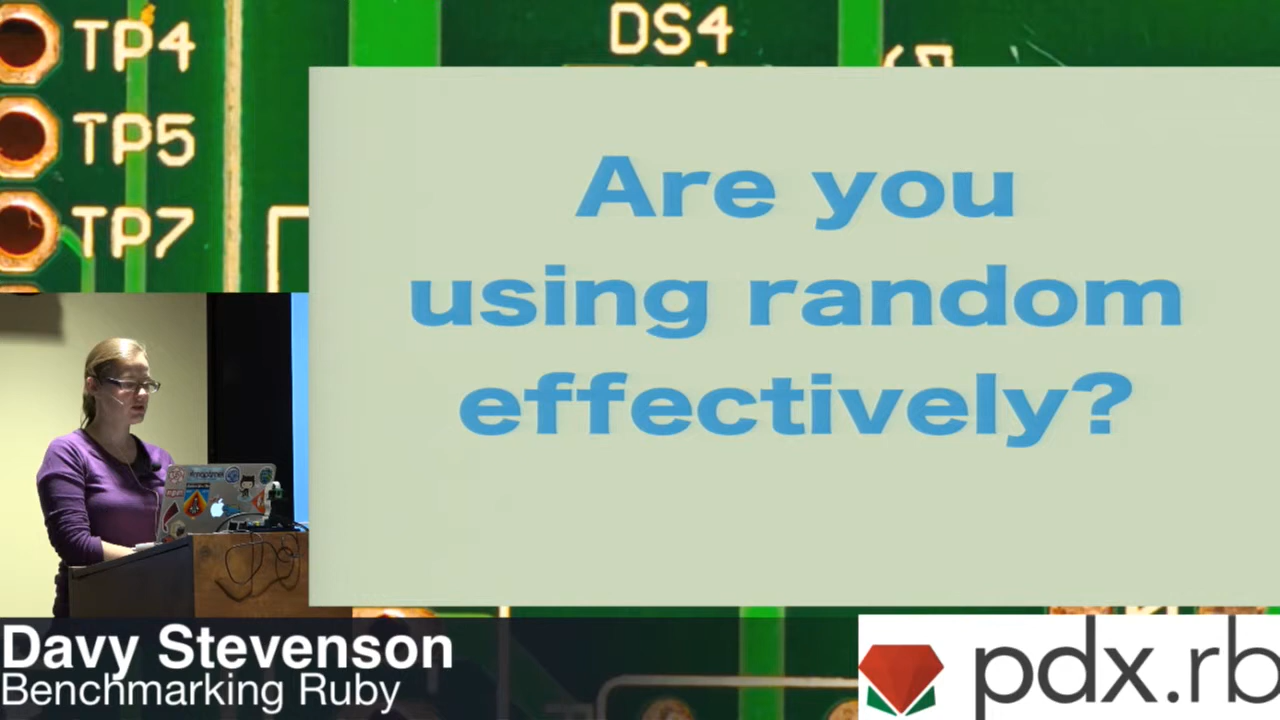 TP4
DS4
TP5
TP7
Are you
using random
effectively?
Davy Stevenson
Benchmarking Ruby
pdx.rb